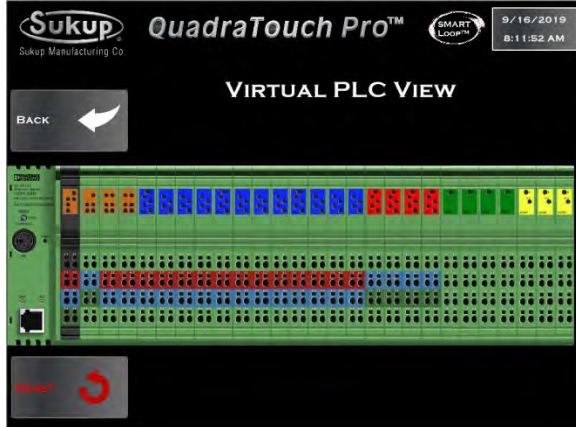 Sukup
Sukup Manufacturing Co
QuadraTouch Pro™
SMART
LOOP™
9/16/2019
8:11:52 AM
VIRTUAL PLC VIEW
BACK
RESET